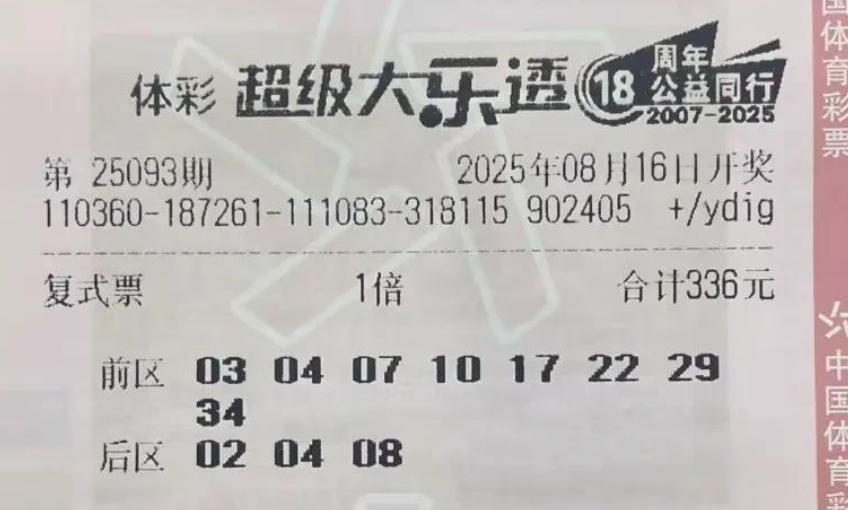 体彩 超级大乐透 18 周年 公益同行 2007-2025
第 25093期 2025年08月16日开奖
110360-187261-111083-318115 902405 +/ydig
复式票 1倍 合计336元
前区 03 04 07 10 17 22 29
34
后区 02 04 08
国体育彩票
中国体育彩